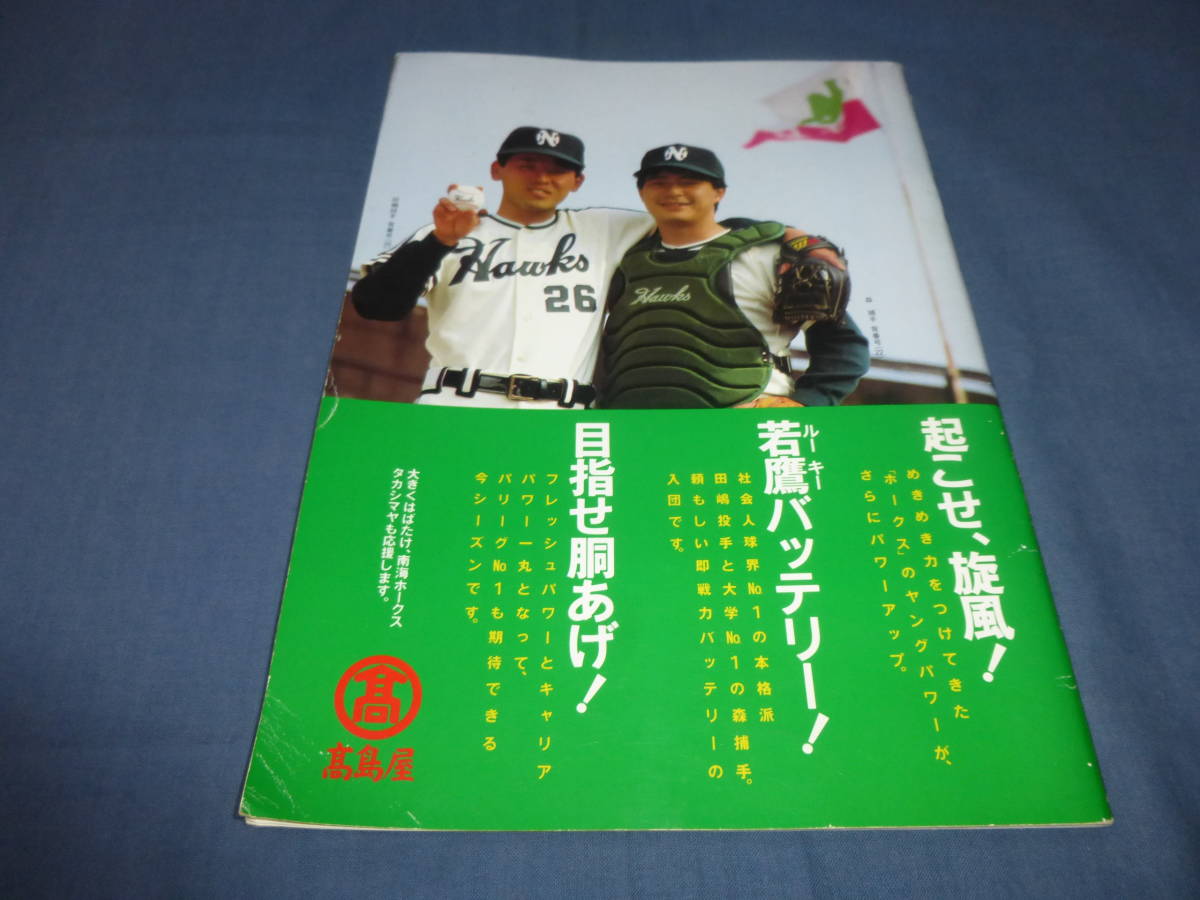 起こせ、旋風!
めきめき力をつけてきた
「ホークス」のヤングパワーが、
さらにパワーアップ。
ルーキー
若鷹バッテリー!
社会人球界No.1の本格派
田嶋投手と大学No.1の森捕手。
頼もしい即戦力バッテリーの
入団です。
目指せ胴あげ!
フレッシュパワーとキャリア
パワー一丸となって、
パリーグNo.1も期待できる
今シーズンです。
大きくはばたけ、南海ホークス
タカシマヤも応援します。
髙
髙島屋
N
N
Hawks
26
Hawks